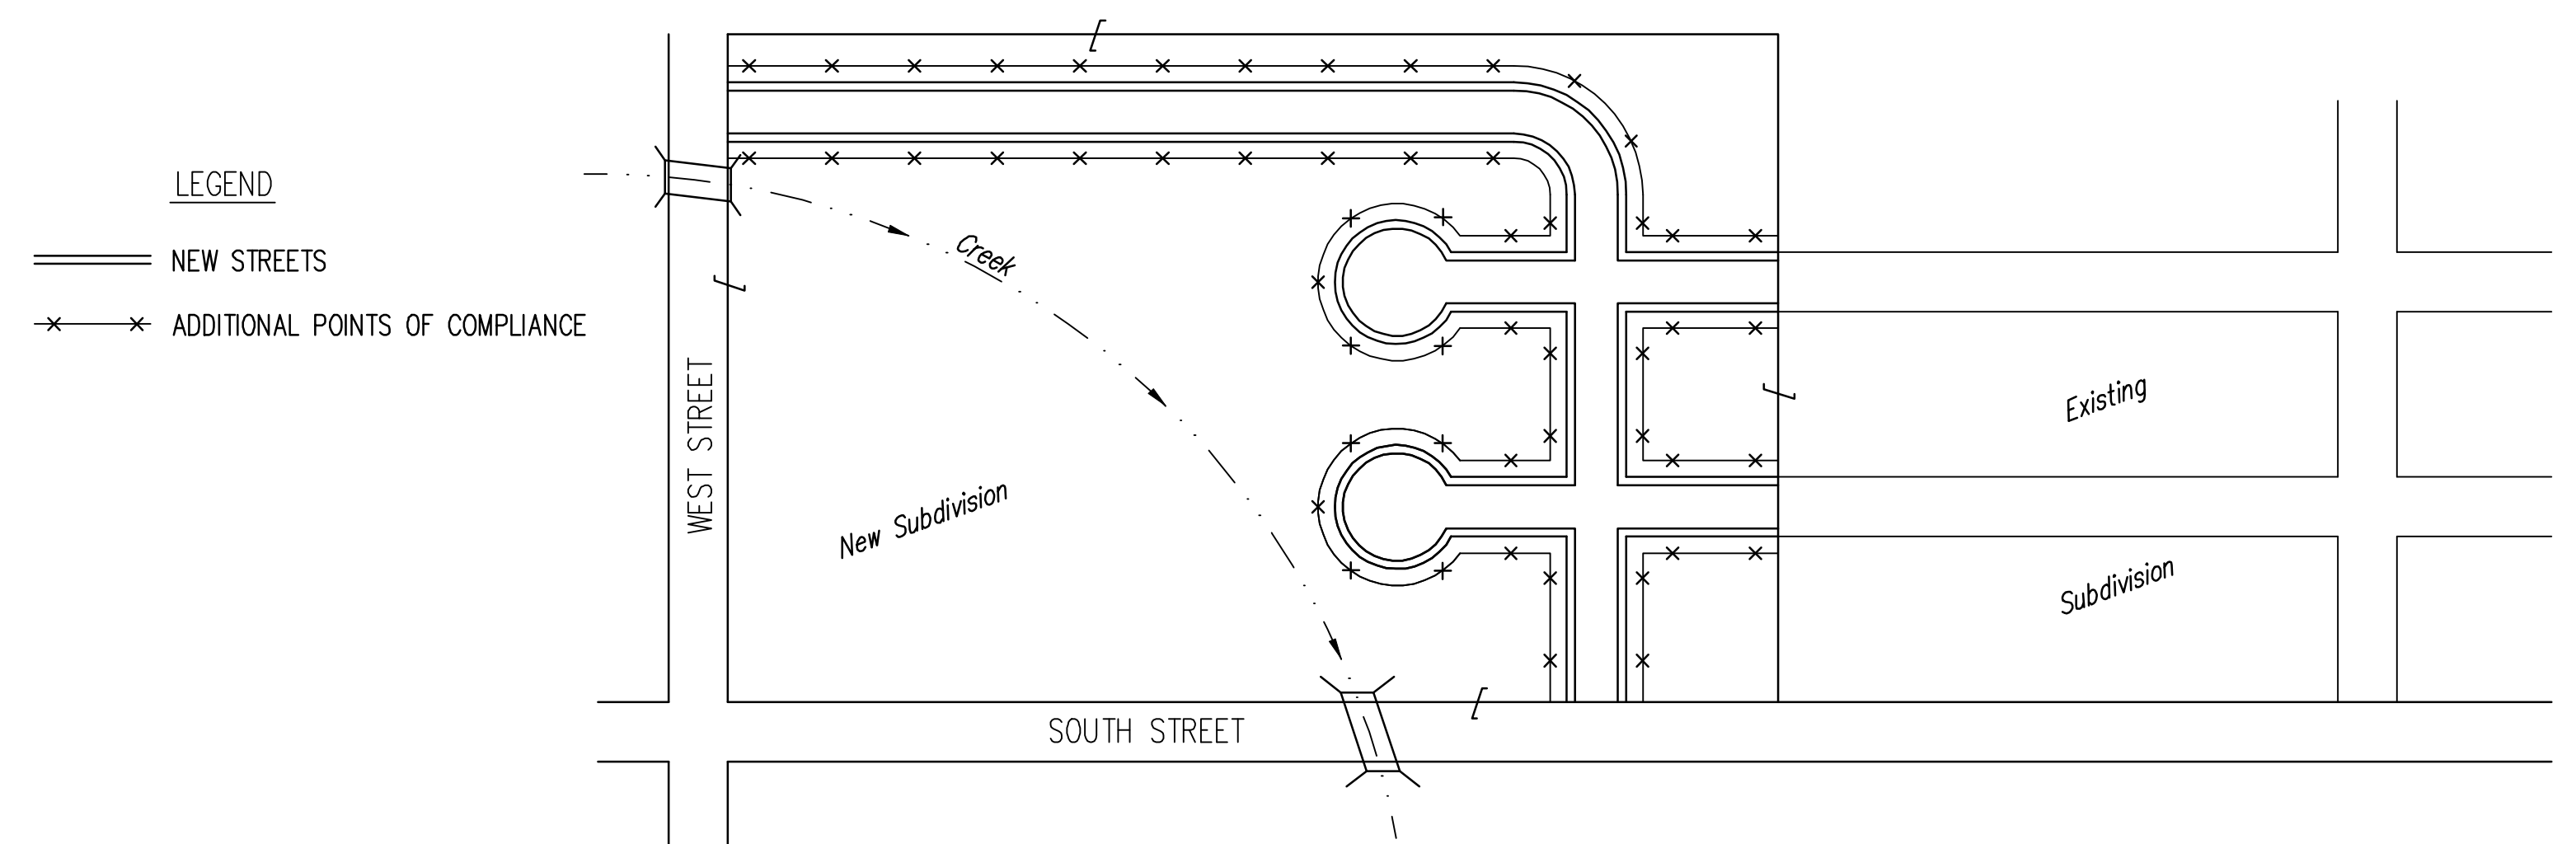 LEGEND
NEW STREETS
ADDITIONAL POINTS OF COMPLIANCE
WEST STREET
Creek
New Subdivision
SOUTH STREET
Existing
Subdivision